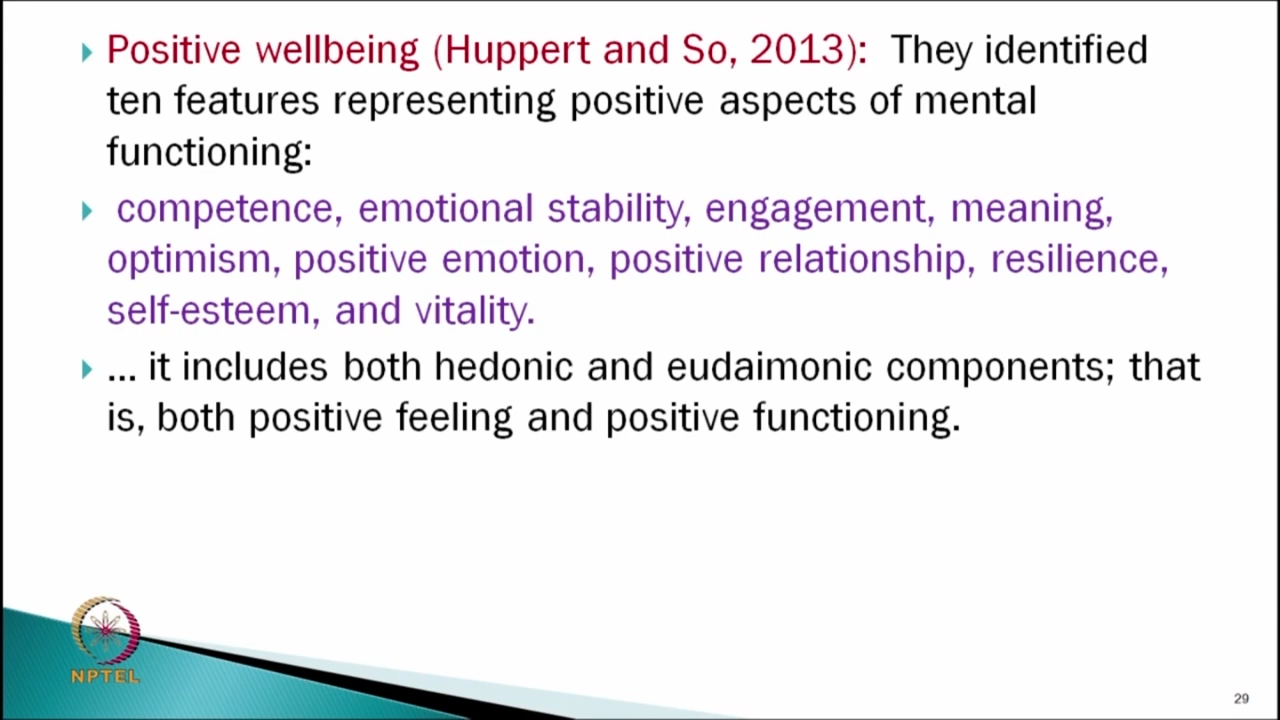 Positive wellbeing (Huppert and So, 2013): They identified
ten features representing positive aspects of mental
functioning:
competence, emotional stability, engagement, meaning,
optimism, positive emotion, positive relationship, resilience,
self-esteem, and vitality.
... it includes both hedonic and eudaimonic components; that
is, both positive feeling and positive functioning.
NPTEL
29